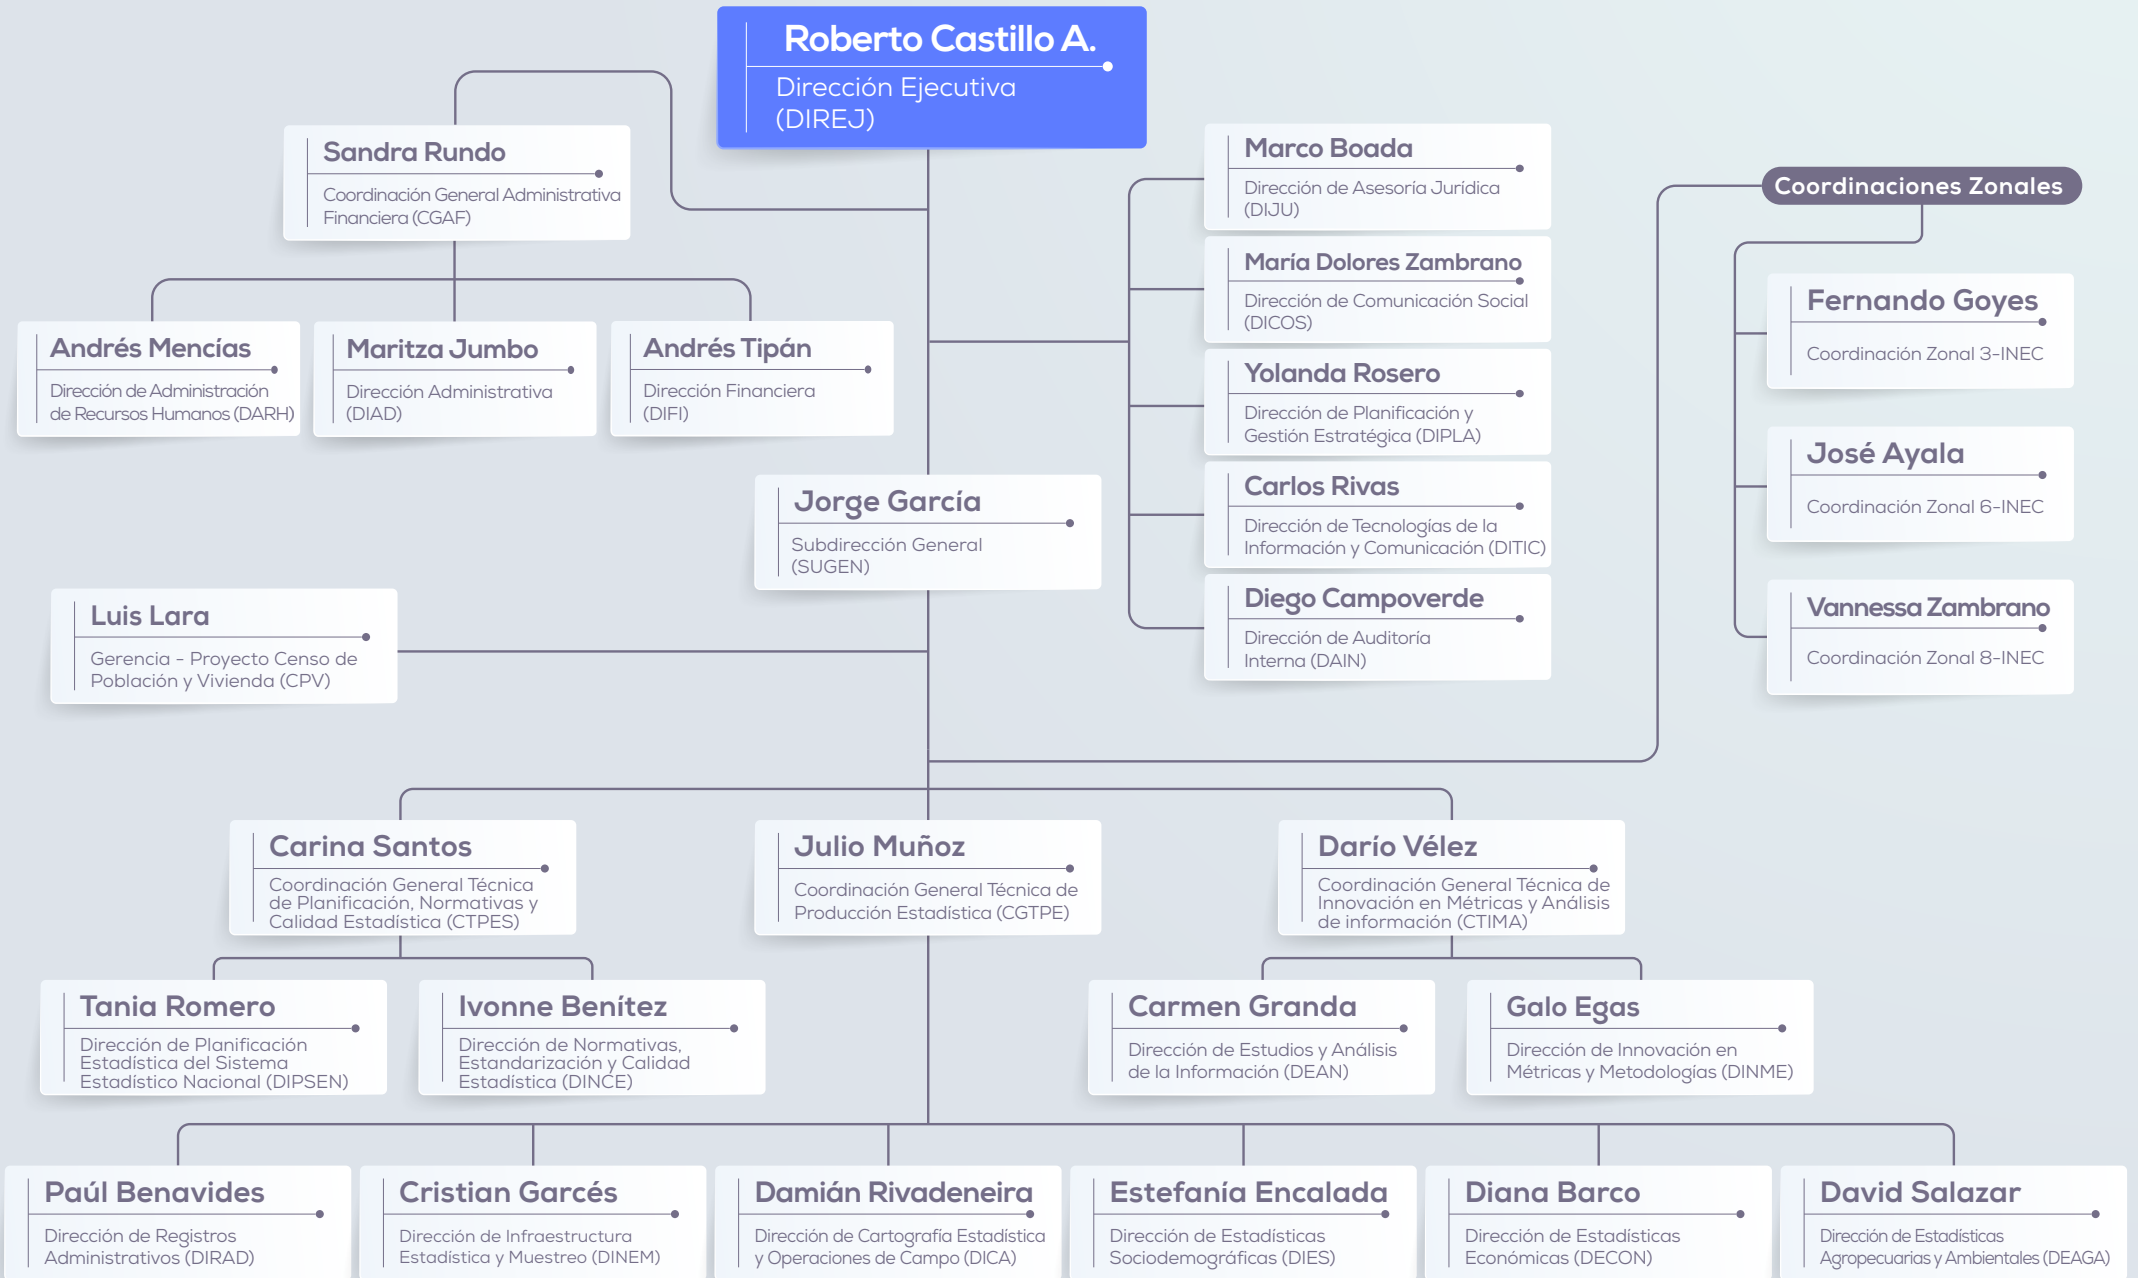 Roberto Castillo A.
Dirección Ejecutiva
(DIREJ)
Sandra Rundo
Coordinación General Administrativa
Financiera (CGAF)
Andrés Mencías
Dirección de Administración
de Recursos Humanos (DARH)
Maritza Jumbo
Dirección Administrativa
(DIAD)
Andrés Tipán
Dirección Financiera
(DIFI)
Marco Boada
Dirección de Asesoría Jurídica
(DIJU)
María Dolores Zambrano
Dirección de Comunicación Social
(DICOS)
Yolanda Rosero
Dirección de Planificación y
Gestión Estratégica (DIPLA)
Carlos Rivas
Dirección de Tecnologías de la
Información y Comunicación (DITIC)
Diego Campoverde
Dirección de Auditoría
Interna (DAIN)
Coordinaciones Zonales
Fernando Goyes
Coordinación Zonal 3-INEC
José Ayala
Coordinación Zonal 6-INEC
Vannessa Zambrano
Coordinación Zonal 8-INEC
Jorge García
Subdirección General
(SUGEN)
Luis Lara
Gerencia - Proyecto Censo de
Población y Vivienda (CPV)
Carina Santos
Coordinación General Técnica
de Planificación, Normativas y
Calidad Estadística (CTPES)
Julio Muñoz
Coordinación General Técnica de
Producción Estadística (CGTPE)
Darío Vélez
Coordinación General Técnica de
Innovación en Métricas y Análisis
de información (CTIMA)
Tania Romero
Dirección de Planificación
Estadística del Sistema
Estadístico Nacional (DIPSEN)
Ivonne Benítez
Dirección de Normativas,
Estandarización y Calidad
Estadística (DINCE)
Carmen Granda
Dirección de Estudios y Análisis
de la Información (DEAN)
Galo Egas
Dirección de Innovación en
Métricas y Metodologías (DINME)
Paúl Benavides
Dirección de Registros
Administrativos (DIRAD)
Cristian Garcés
Dirección de Infraestructura
Estadística y Muestreo (DINEM)
Damián Rivadeneira
Dirección de Cartografía Estadística
y Operaciones de Campo (DICA)
Estefanía Encalada
Dirección de Estadísticas
Sociodemográficas (DIES)
Diana Barco
Dirección de Estadísticas
Económicas (DECON)
David Salazar
Dirección de Estadísticas
Agropecuarias y Ambientales (DEAGA)